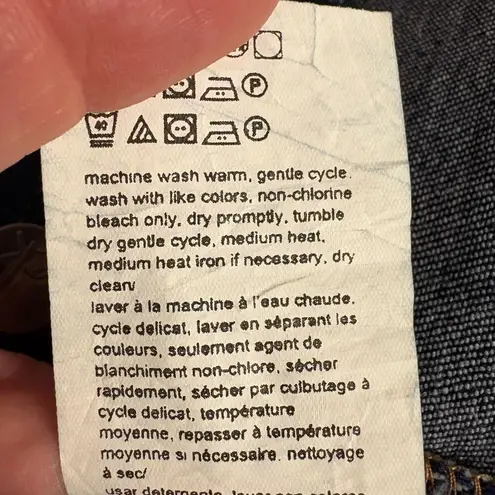 P
40 P
machine wash warm, gentle cycle.
wash with like colors, non-chlorine
bleach only, dry promptly, tumble
dry gentle cycle, medium heat,
medium heat iron if necessary, dry
clean/
laver à la machine à l'eau chaude.
cycle delicat, laver en séparant les
couleurs, seulement agent de
blanchiment non-chlore, sécher
rapidement, sécher par culbutage à
cycle delicat, température
moyenne, repasser à température
moyenne si nécessaire. nettoyage
à sec/
usar detergente